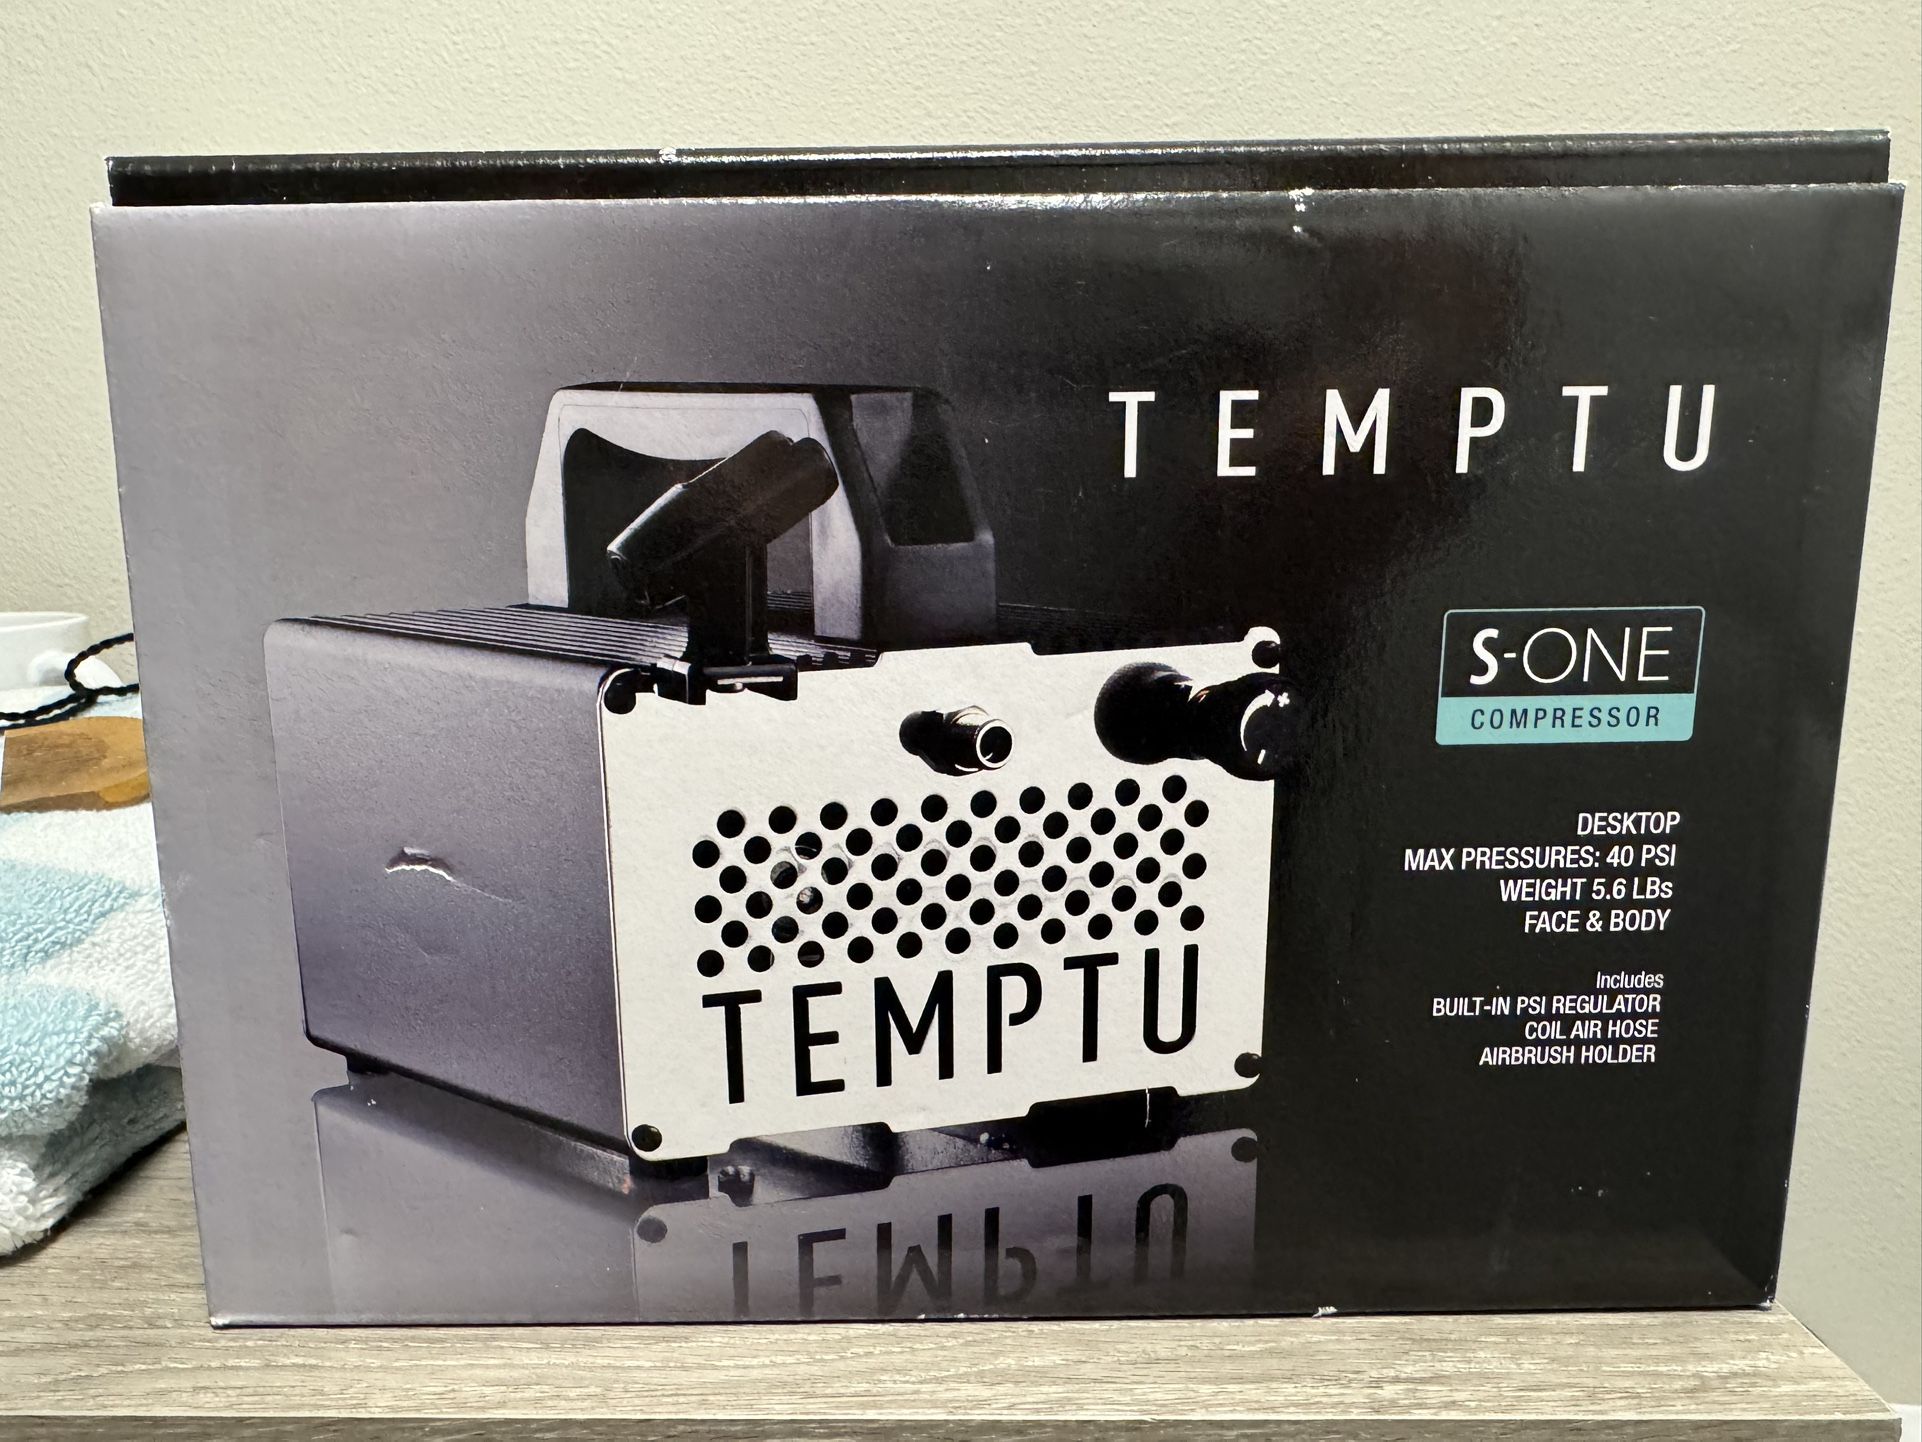 TEMPTU
S-ONE
COMPRESSOR
DESKTOP
MAX PRESSURES: 40 PSI
WEIGHT 5.6 LBs
FACE & BODY
Includes
BUILT-IN PSI REGULATOR
COIL AIR HOSE
AIRBRUSH HOLDER
TEMPTU